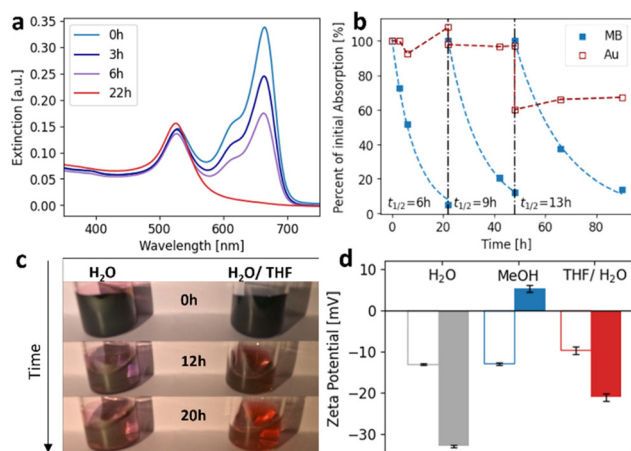 a
0.35
0.30
0.25
0.20
0.15
0.10
0.05
0.00
Extinction [a.u.]
0h
3h
6h
22h
400
500
600
700
Wavelength [nm]
b
100
80
60
40
20
0
Percent of initial Absorption [%]
MB
Au
t1/2=6h
t1/2=9h
t1/2=13h
0
20
40
60
80
Time [h]
c
H2O
H2O/ THF
0h
12h
20h
Time
d
H2O
MeOH
THF/ H2O
10
0
−10
−20
−30
Zeta Potential [mV]